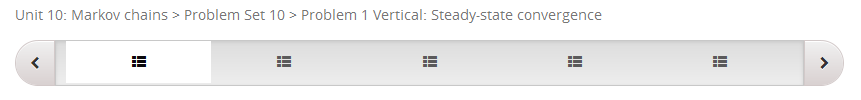 Unit 10: Markov chains > Problem Set 10 > Problem 1 Vertical: Steady-state convergence